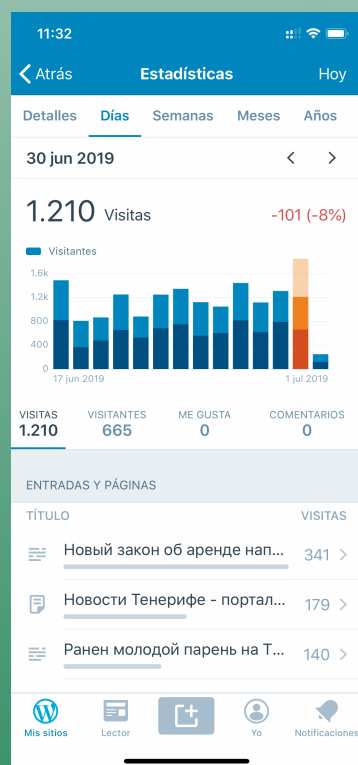 11:32
Atrás Estadísticas Hoy
Detalles Días Semanas Meses Años
30 jun 2019
1.210 Visitas -101 (-8%)
Visitantes
1.6k
1.2k
800
400
0
17 jun 2019 1 jul 2019
VISITAS VISITANTES ME GUSTA COMENTARIOS
1.210 665 0 0
ENTRADAS Y PÁGINAS
TÍTULO VISITAS
Новый закон об аренде нап... 341
Новости Тенерифе - портал... 179
Ранен молодой парень на Т... 140
Mis sitios Lector Yo Notificaciones